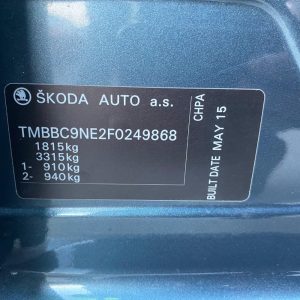 ŠKODA AUTO a.s.
TMBBC9NE2F0249868
1815kg
3315kg
1- 910kg
2- 940kg
CHPA
BUILT DATE MAY 15